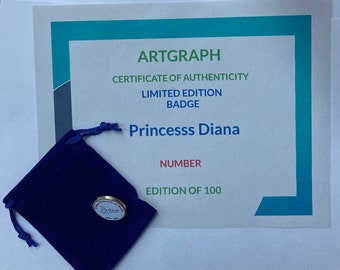 ARTGRAPH
CERTIFICATE OF AUTHENTICITY
LIMITED EDITION
BADGE
Princesss Diana
NUMBER
EDITION OF 100